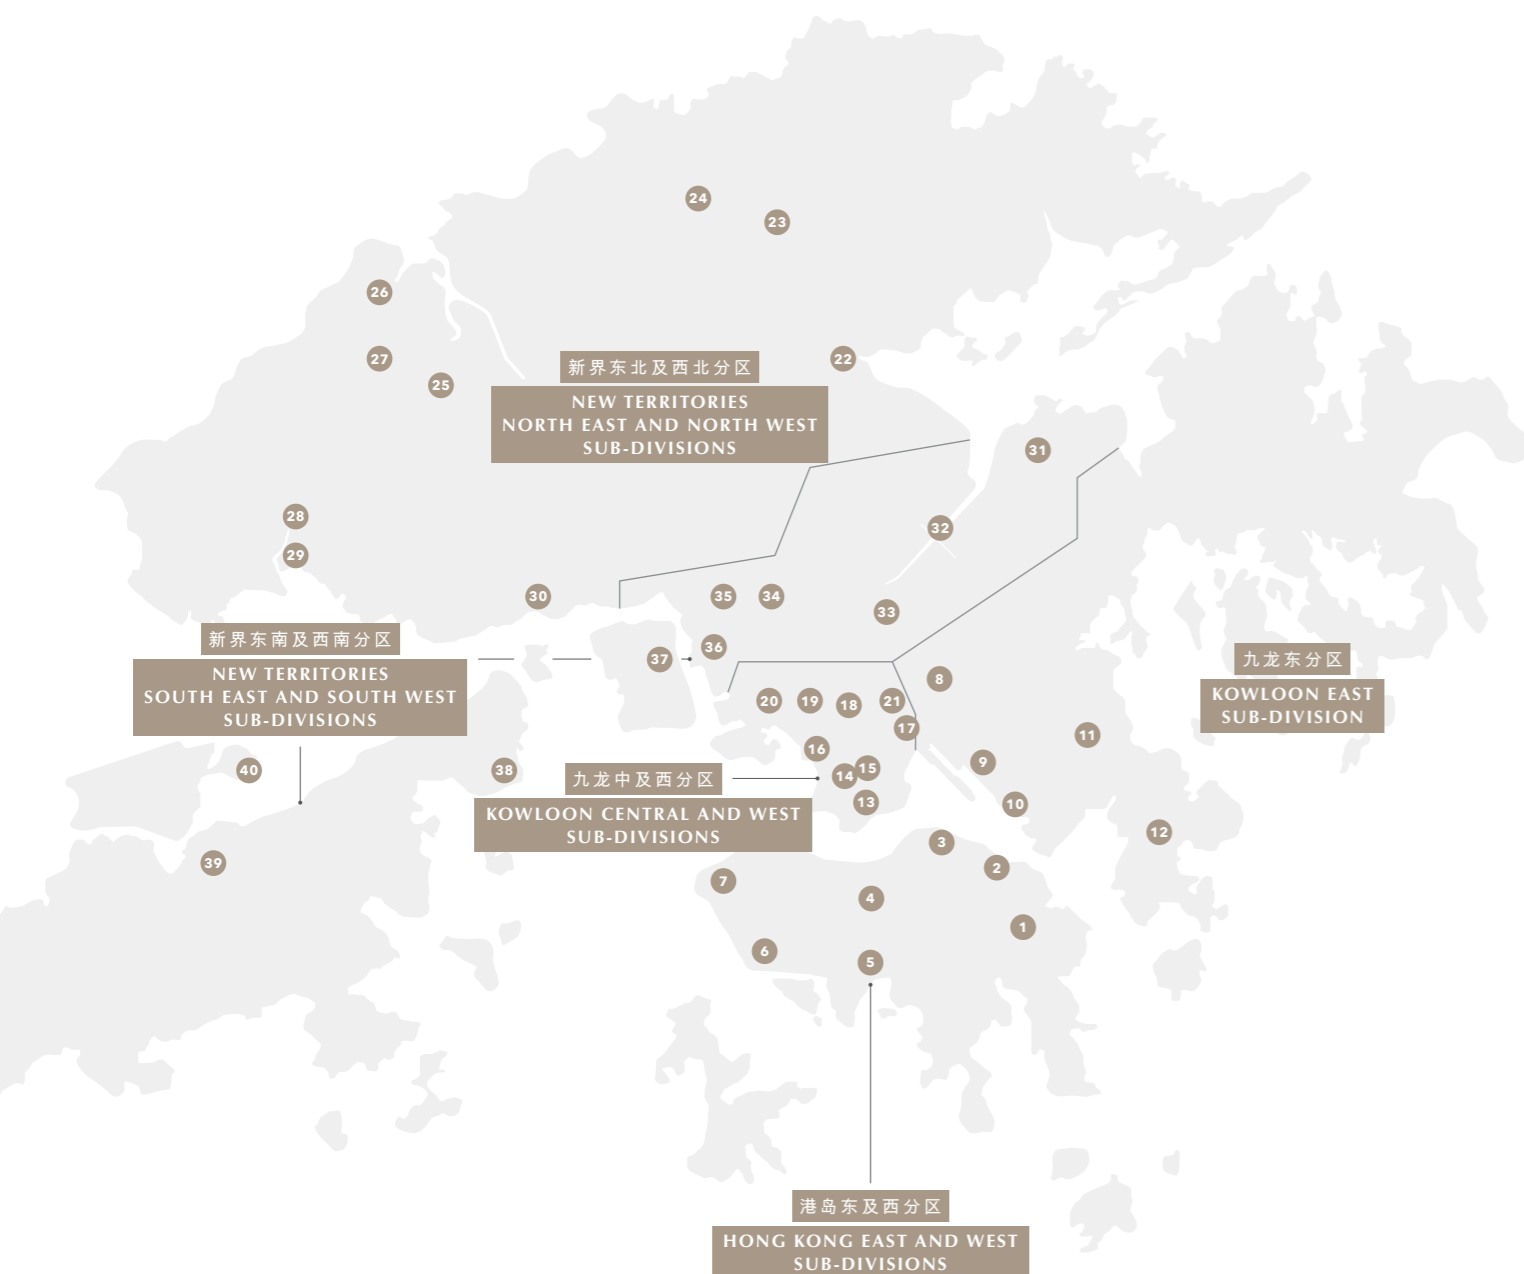 24
23
26
27
25
22
新界东北及西北分区
NEW TERRITORIES
NORTH EAST AND NORTH WEST
SUB-DIVISIONS
31
28
32
29
30
35
34
33
新界东南及西南分区
NEW TERRITORIES
SOUTH EAST AND SOUTH WEST
SUB-DIVISIONS
36
37
九龙东分区
KOWLOON EAST
SUB-DIVISION
8
20
19
18
21
17
11
16
40
38
九龙中及西分区
KOWLOON CENTRAL AND WEST
SUB-DIVISIONS
14
15
9
13
10
12
3
39
2
7
4
1
6
5
港岛东及西分区
HONG KONG EAST AND WEST
SUB-DIVISIONS